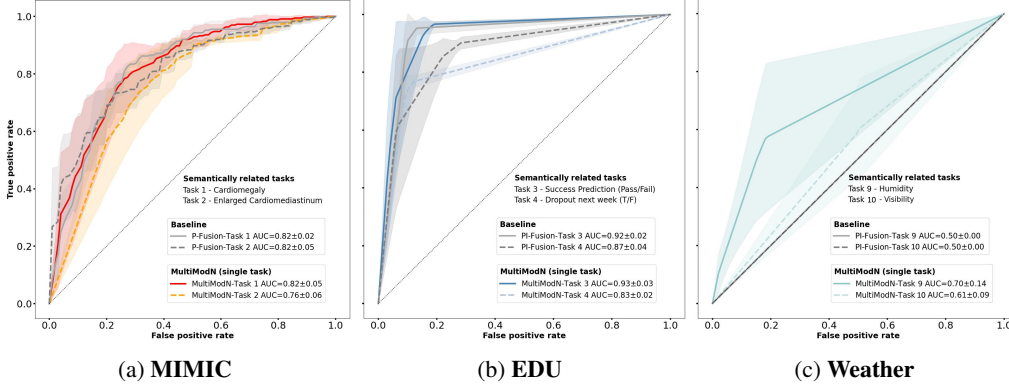 1.0
0.8
0.6
0.4
0.2
0.0
True positive rate
0.0 0.2 0.4 0.6 0.8 1.0
False positive rate
Semantically related tasks
Task 1 - Cardiomegaly
Task 2 - Enlarged Cardiomediastinum
Baseline
P-Fusion-Task 1 AUC=0.82±0.02
P-Fusion-Task 2 AUC=0.82±0.05
MultiModN (single task)
MultiModN-Task 1 AUC=0.82±0.05
MultiModN-Task 2 AUC=0.76±0.06
(a) MIMIC
0.0 0.2 0.4 0.6 0.8 1.0
False positive rate
Semantically related tasks
Task 3 - Success Prediction (Pass/Fail)
Task 4 - Dropout next week (T/F)
Baseline
PI-Fusion-Task 3 AUC=0.92±0.02
PI-Fusion-Task 4 AUC=0.87±0.04
MultiModN (single task)
MultiModN-Task 3 AUC=0.93±0.03
MultiModN-Task 4 AUC=0.83±0.02
(b) EDU
0.0 0.2 0.4 0.6 0.8 1.0
False positive rate
Semantically related tasks
Task 9 - Humidity
Task 10 - Visibility
Baseline
PI-Fusion-Task 9 AUC=0.50±0.00
PI-Fusion-Task 10 AUC=0.50±0.00
MultiModN (single task)
MultiModN-Task 9 AUC=0.70±0.14
MultiModN-Task 10 AUC=0.61±0.09
(c) Weather